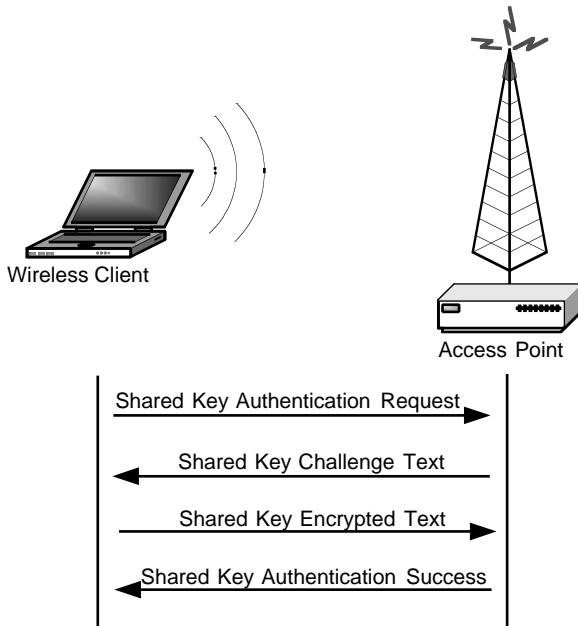 Wireless Client
Access Point
Shared Key Authentication Request
Shared Key Challenge Text
Shared Key Encrypted Text
Shared Key Authentication Success